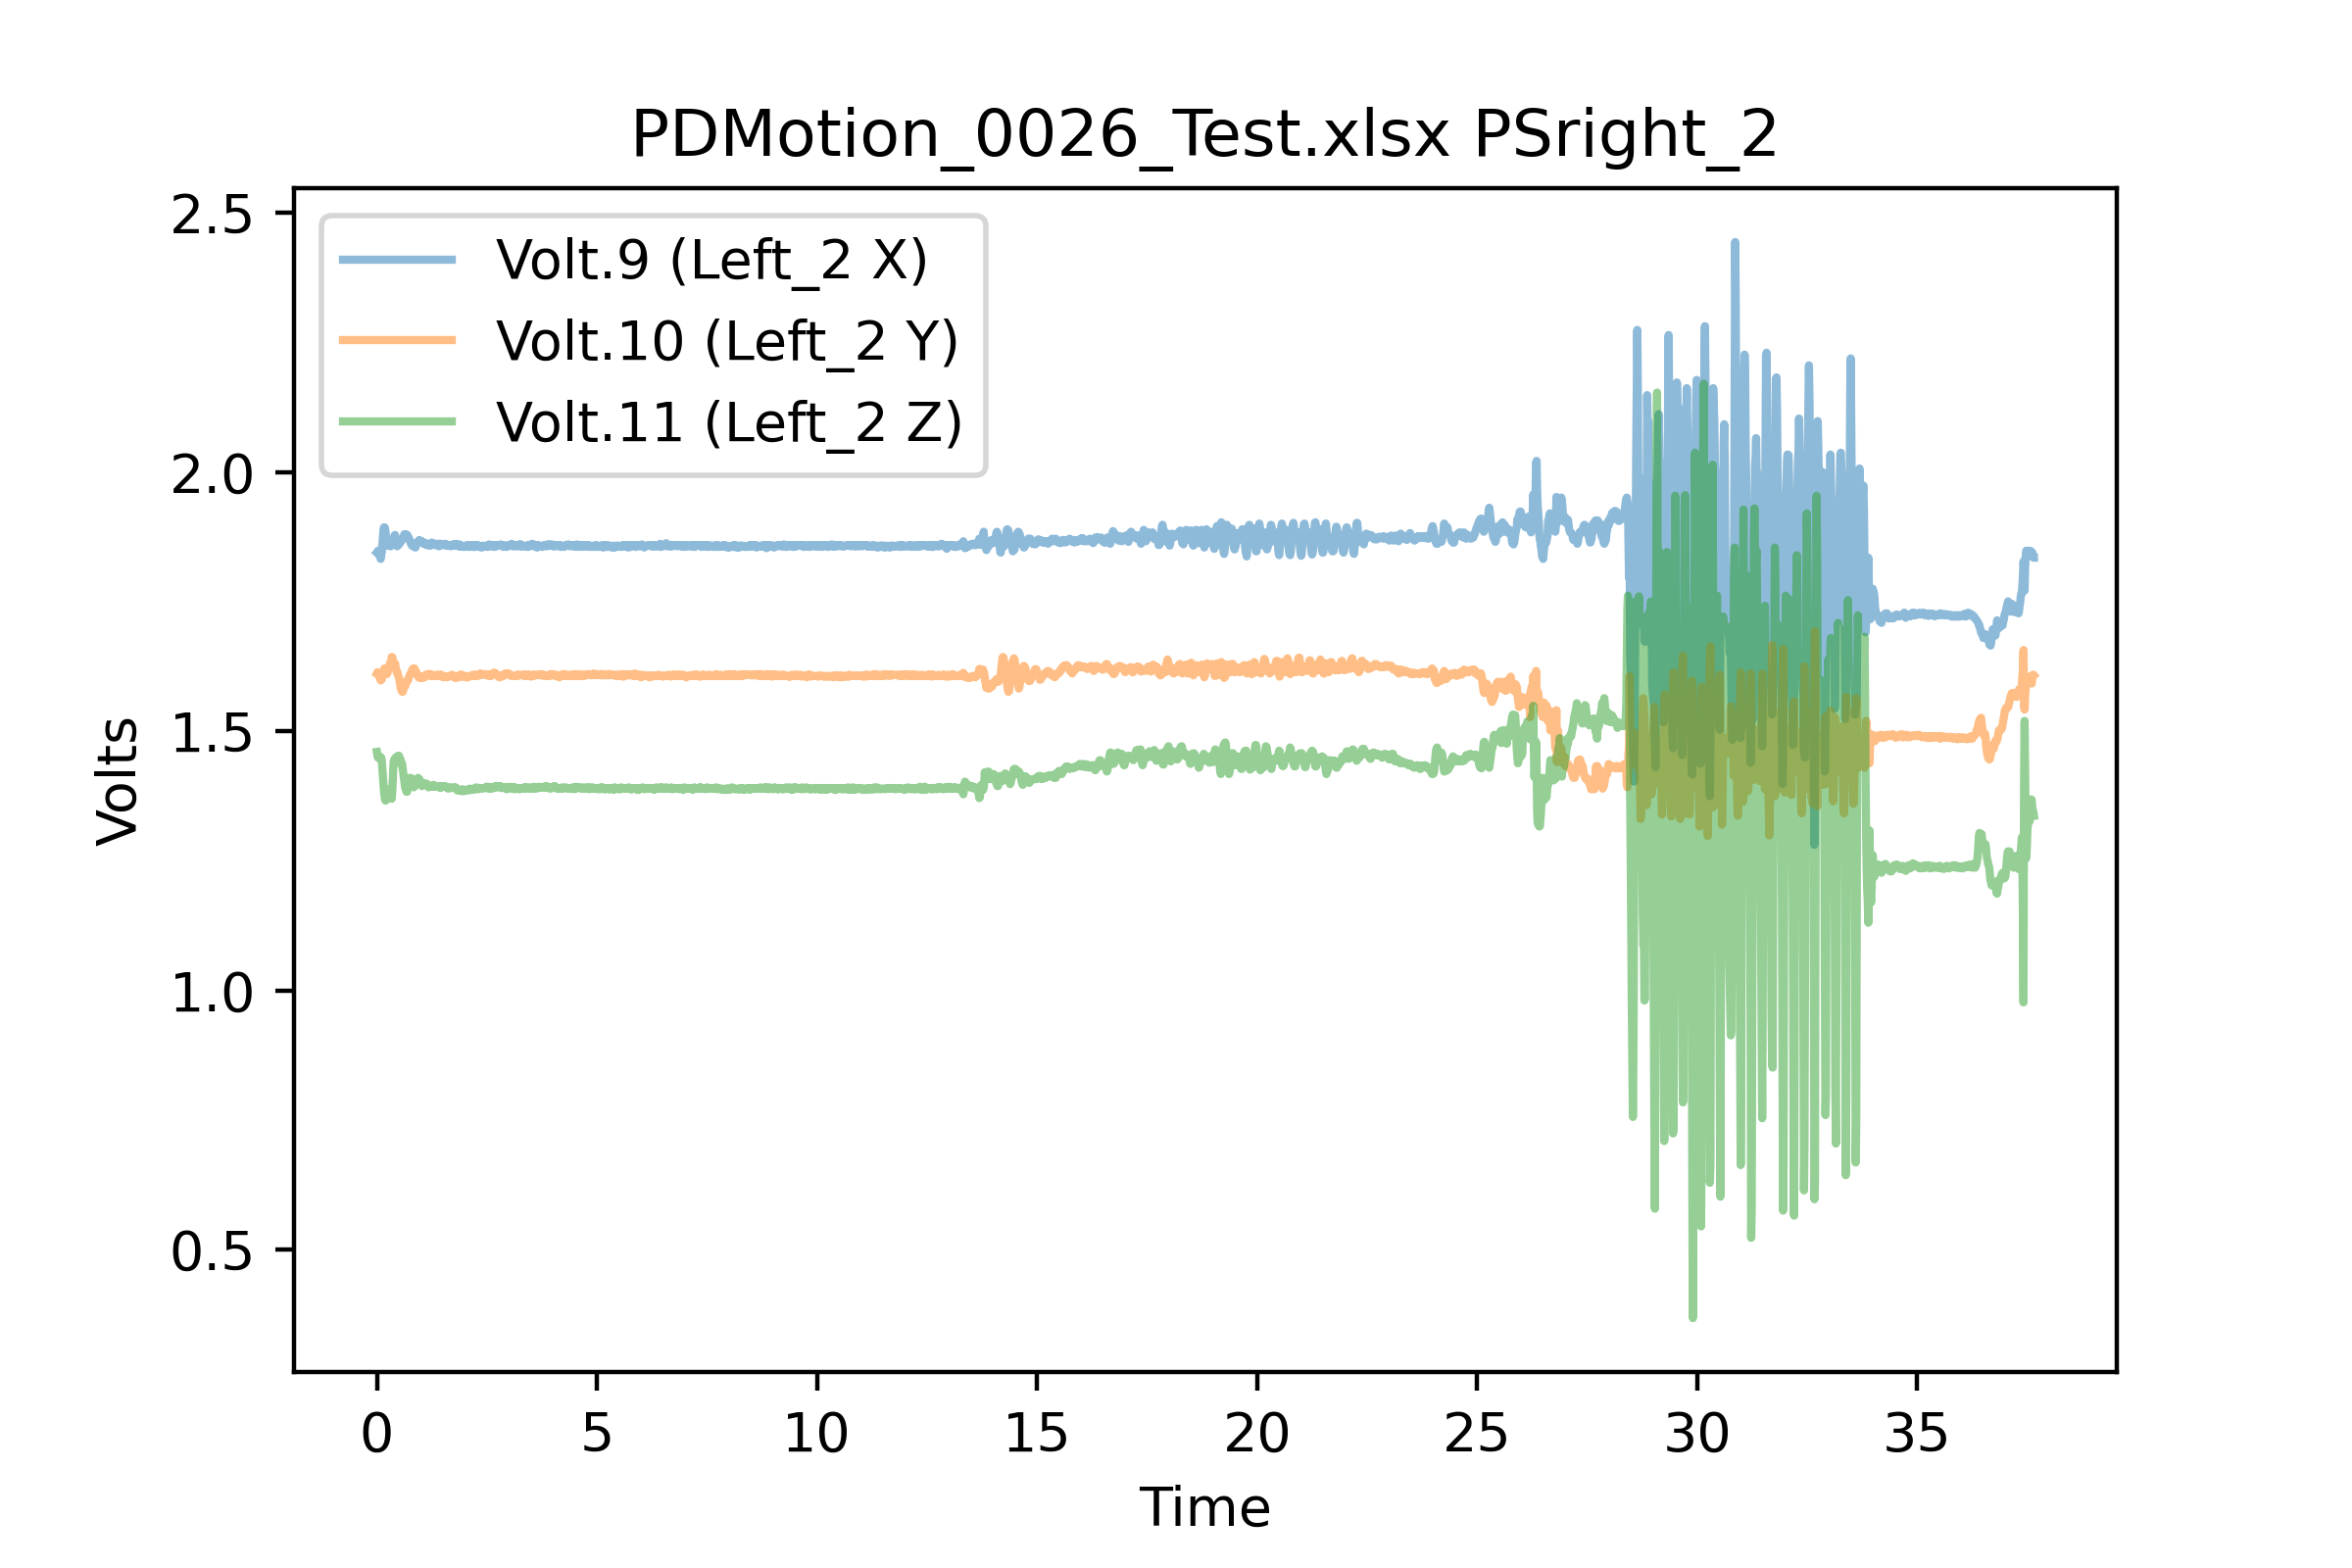 PDMotion_0026_Test.xlsx PSright_2
Volt.9 (Left_2 X)
Volt.10 (Left_2 Y)
Volt.11 (Left_2 Z)
Volts
2.5
2.0
1.5
1.0
0.5
0 5 10 15 20 25 30 35
Time